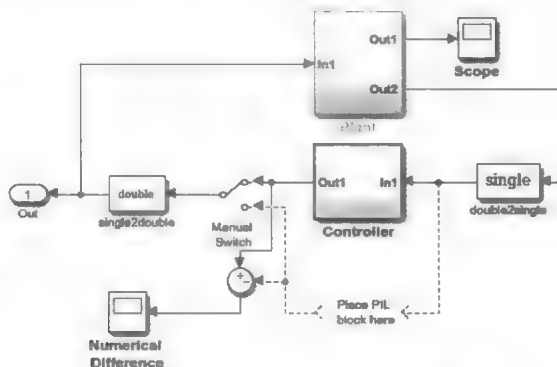 Out1
In1
Scope
Out2
Plant
1
Out
double
single2double
Manual
Switch
Out1
In1
Controller
single
double2single
Place PIL
block here
Numerical
Difference